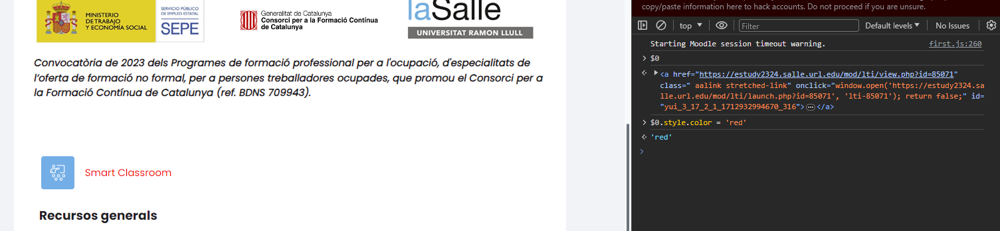 MINISTERIO
DE TRABAJO
Y ECONOMÍA SOCIAL
SERVICIO PÚBLICO
DE EMPLEO ESTATAL
SEPE
Generalitat de Catalunya
Consorci per a la Formació Contínua
de Catalunya
laSalle
UNIVERSITAT RAMON LLULL
Convocatòria de 2023 dels Programes de formació professional per a l'ocupació, d'especialitats de
l'oferta de formació no formal, per a persones treballadores ocupades, que promou el Consorci per a
la Formació Contínua de Catalunya (ref. BDNS 709943).
Smart Classroom
Recursos generals
copy/paste information here to hack accounts. Do not proceed if you are unsure.
top
Filter
Default levels
No Issues
Starting Moodle session timeout warning. first.js:260
$0
<a href="https://estudy2324.salle.url.edu/mod/lti/view.php?id=85071"
class=" aalink stretched-link" onclick="window.open('https://estudy2324.sa
lle.url.edu/mod/lti/launch.php?id=85071', 'lti-85071'); return false;" id=
"yui_3_17_2_1_1712932994670_316">…</a>
$0.style.color = 'red'
'red'